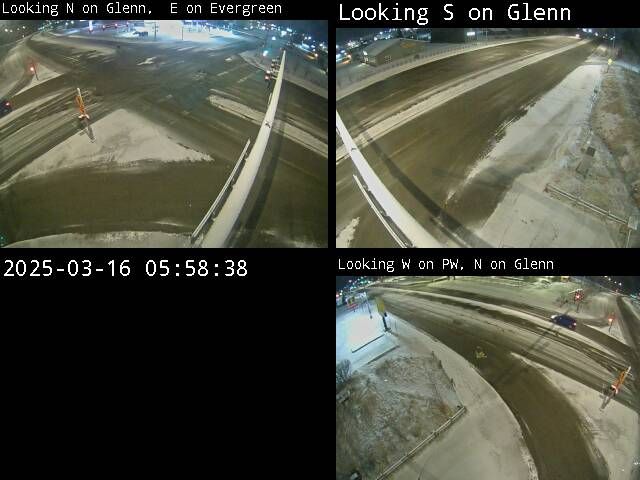 Looking N on Glenn,  E on Evergreen
Looking S on Glenn
2025-03-16 05:58:38
Looking W on PW, N on Glenn